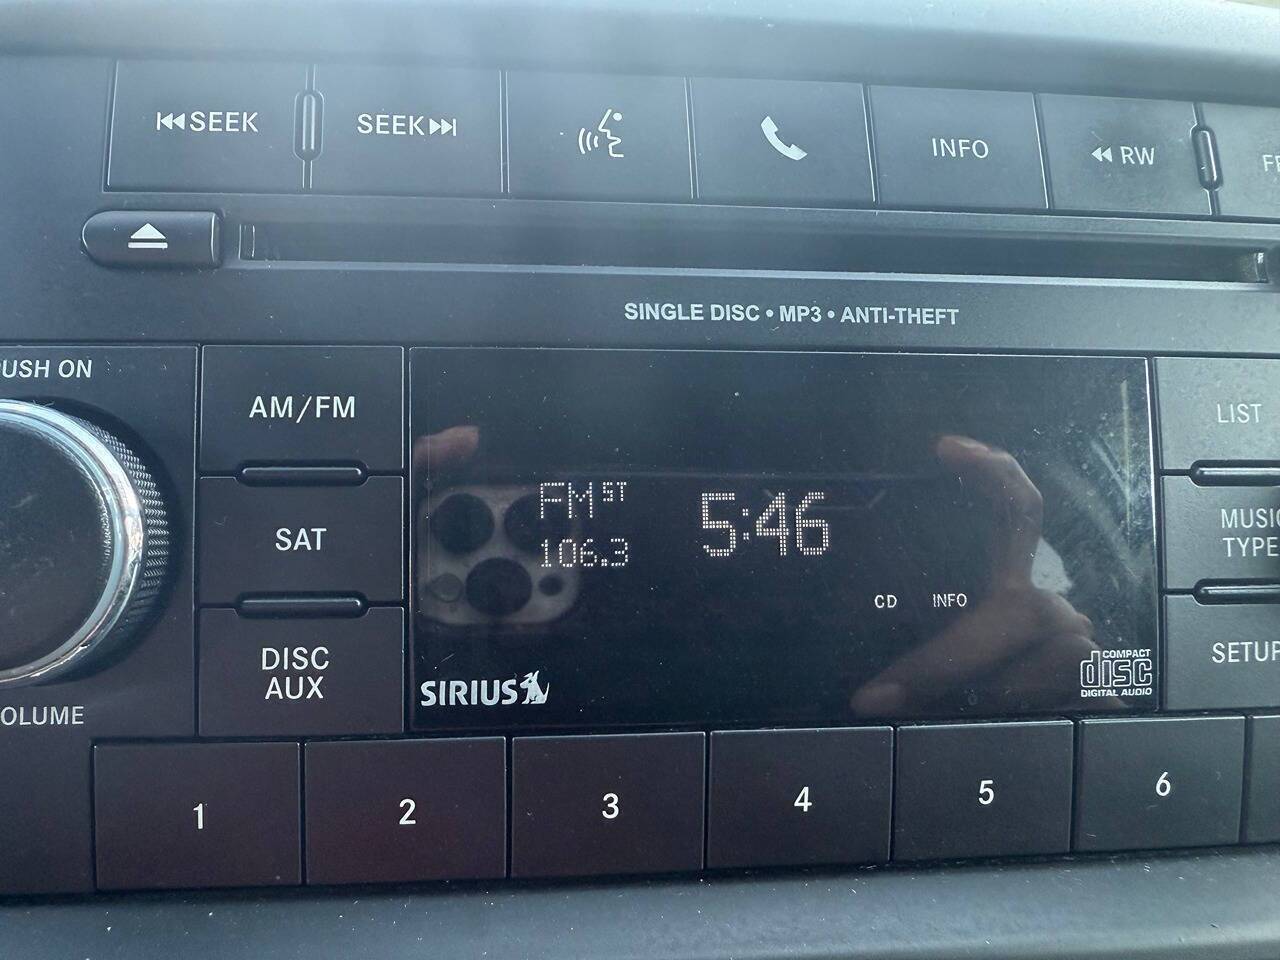 SEEK
SEEK
INFO
RW
SINGLE DISC • MP3 • ANTI-THEFT
PUSH ON
AM/FM
LIST
FM ST
5:46
106.3
SAT
MUSIC
TYPE
CD
INFO
DISC
AUX
SIRIUS
COMPACT
disc
DIGITAL AUDIO
SETUP
VOLUME
1
2
3
4
5
6